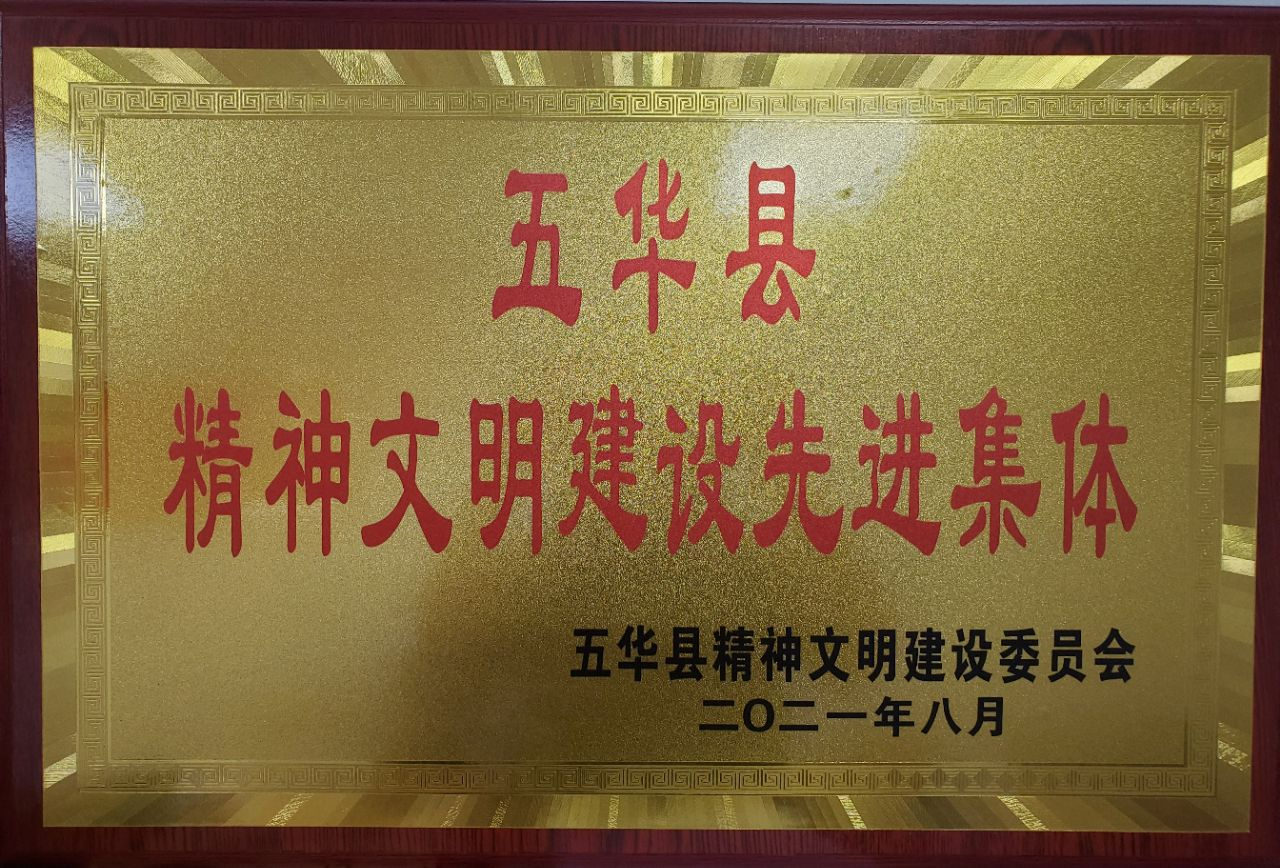 五华县
精神文明建设先进集体
五华县精神文明建设委员会
二〇二一年八月